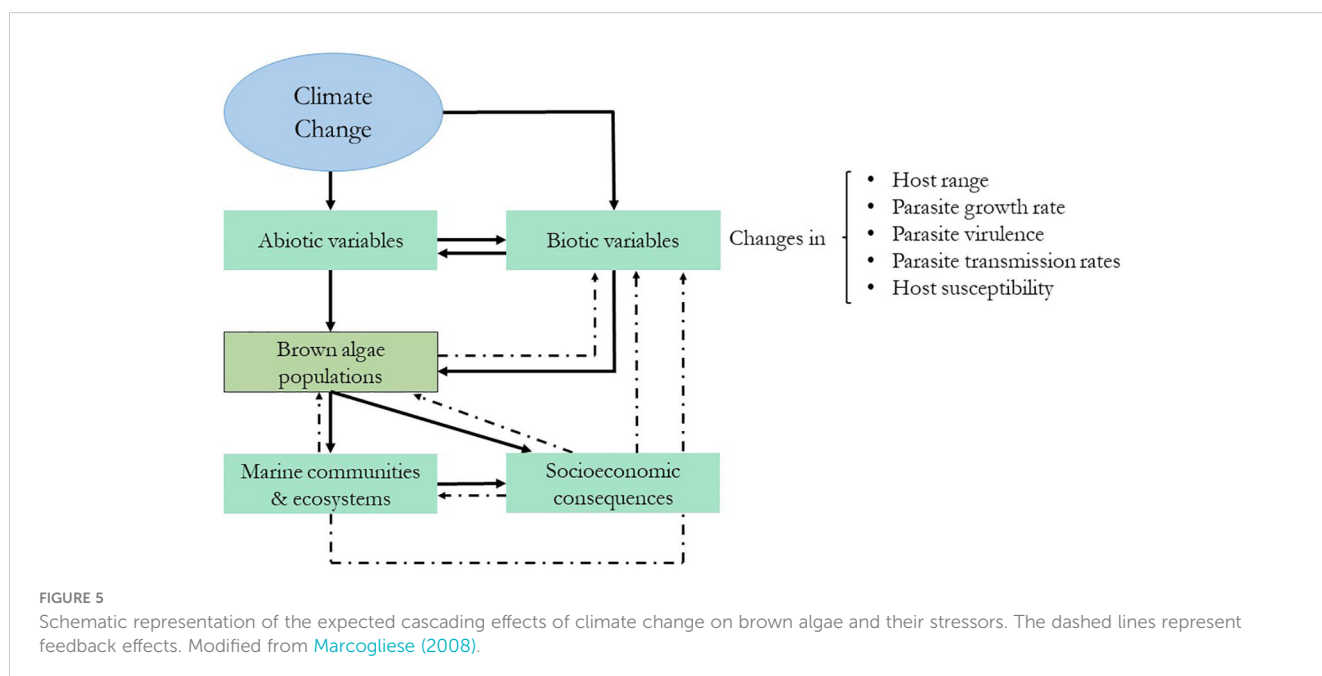 Climate
Change
Abiotic variables
Biotic variables
Changes in
• Host range
• Parasite growth rate
• Parasite virulence
• Parasite transmission rates
• Host susceptibility
Brown algae
populations
Marine communities
& ecosystems
Socioeconomic
consequences
FIGURE 5
Schematic representation of the expected cascading effects of climate change on brown algae and their stressors. The dashed lines represent
feedback effects. Modified from Marcogliese (2008).